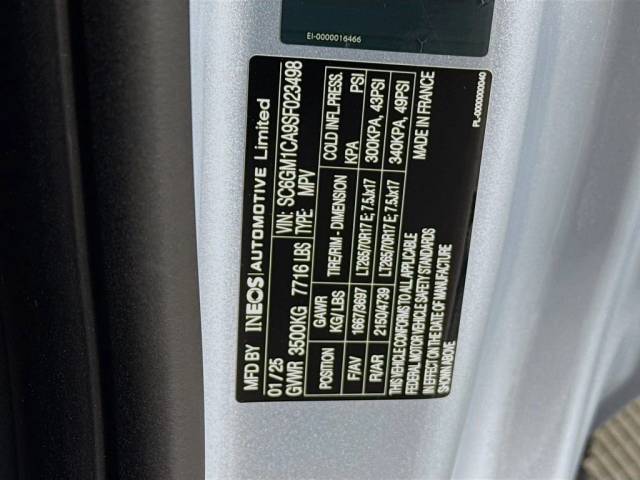 EI-0000016466
MFD BY INEOS|AUTOMOTIVE Limited
01/25 VIN: SC6GM1CA9SF023498
GVWR 3500KG 7716 LBS TYPE: MPV
POSITION GAWR KG/LBS TIRE/RIM - DIMENSION COLD INFL.PRESS. KPA PSI
F/AV 1667/3697 LT265/70R17 E; 7.5Jx17 300KPA, 43PSI
R/AR 2150/4739 LT265/70R17 E; 7.5Jx17 340KPA, 49PSI
THIS VEHICLE CONFORMS TO ALL APPLICABLE
FEDERAL MOTOR VEHICLE SAFETY STANDARDS
IN EFFECT ON THE DATE OF MANUFACTURE
SHOWN ABOVE
MADE IN FRANCE
PL-0000000040